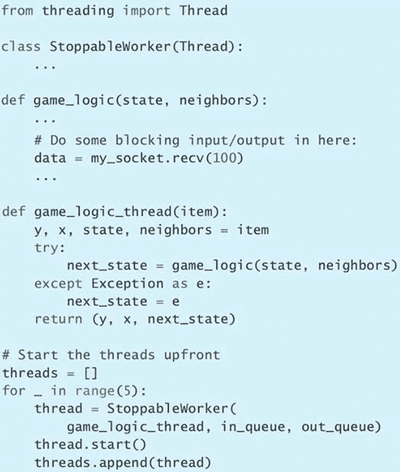 from threading import Thread
class StoppableWorker(Thread):
    ...
def game_logic(state, neighbors):
    ...
    # Do some blocking input/output in here:
    data = my_socket.recv(100)
    ...
def game_logic_thread(item):
    y, x, state, neighbors = item
    try:
        next_state = game_logic(state, neighbors)
    except Exception as e:
        next_state = e
    return (y, x, next_state)
# Start the threads upfront
threads = []
for _ in range(5):
    thread = StoppableWorker(
        game_logic_thread, in_queue, out_queue)
    thread.start()
    threads.append(thread)